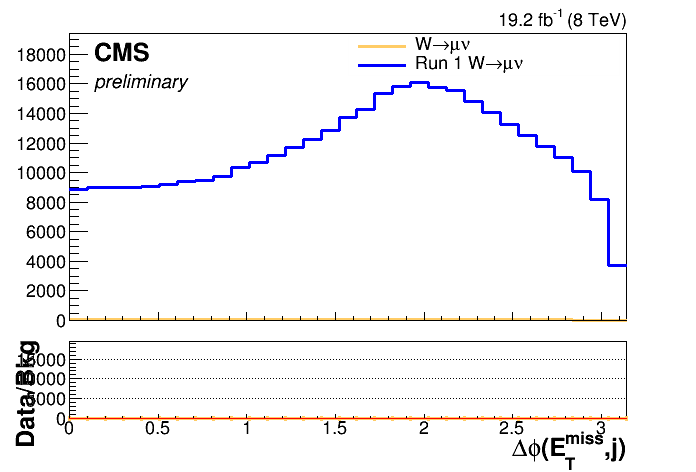 19.2 fb-1 (8 TeV)
CMS
preliminary
W→μν
Run 1 W→μν
18000
16000
14000
12000
10000
8000
6000
4000
2000
0
Data/Bkg
5000
0
0 0.5 1 1.5 2 2.5 3
Δϕ(E_T^miss,j)